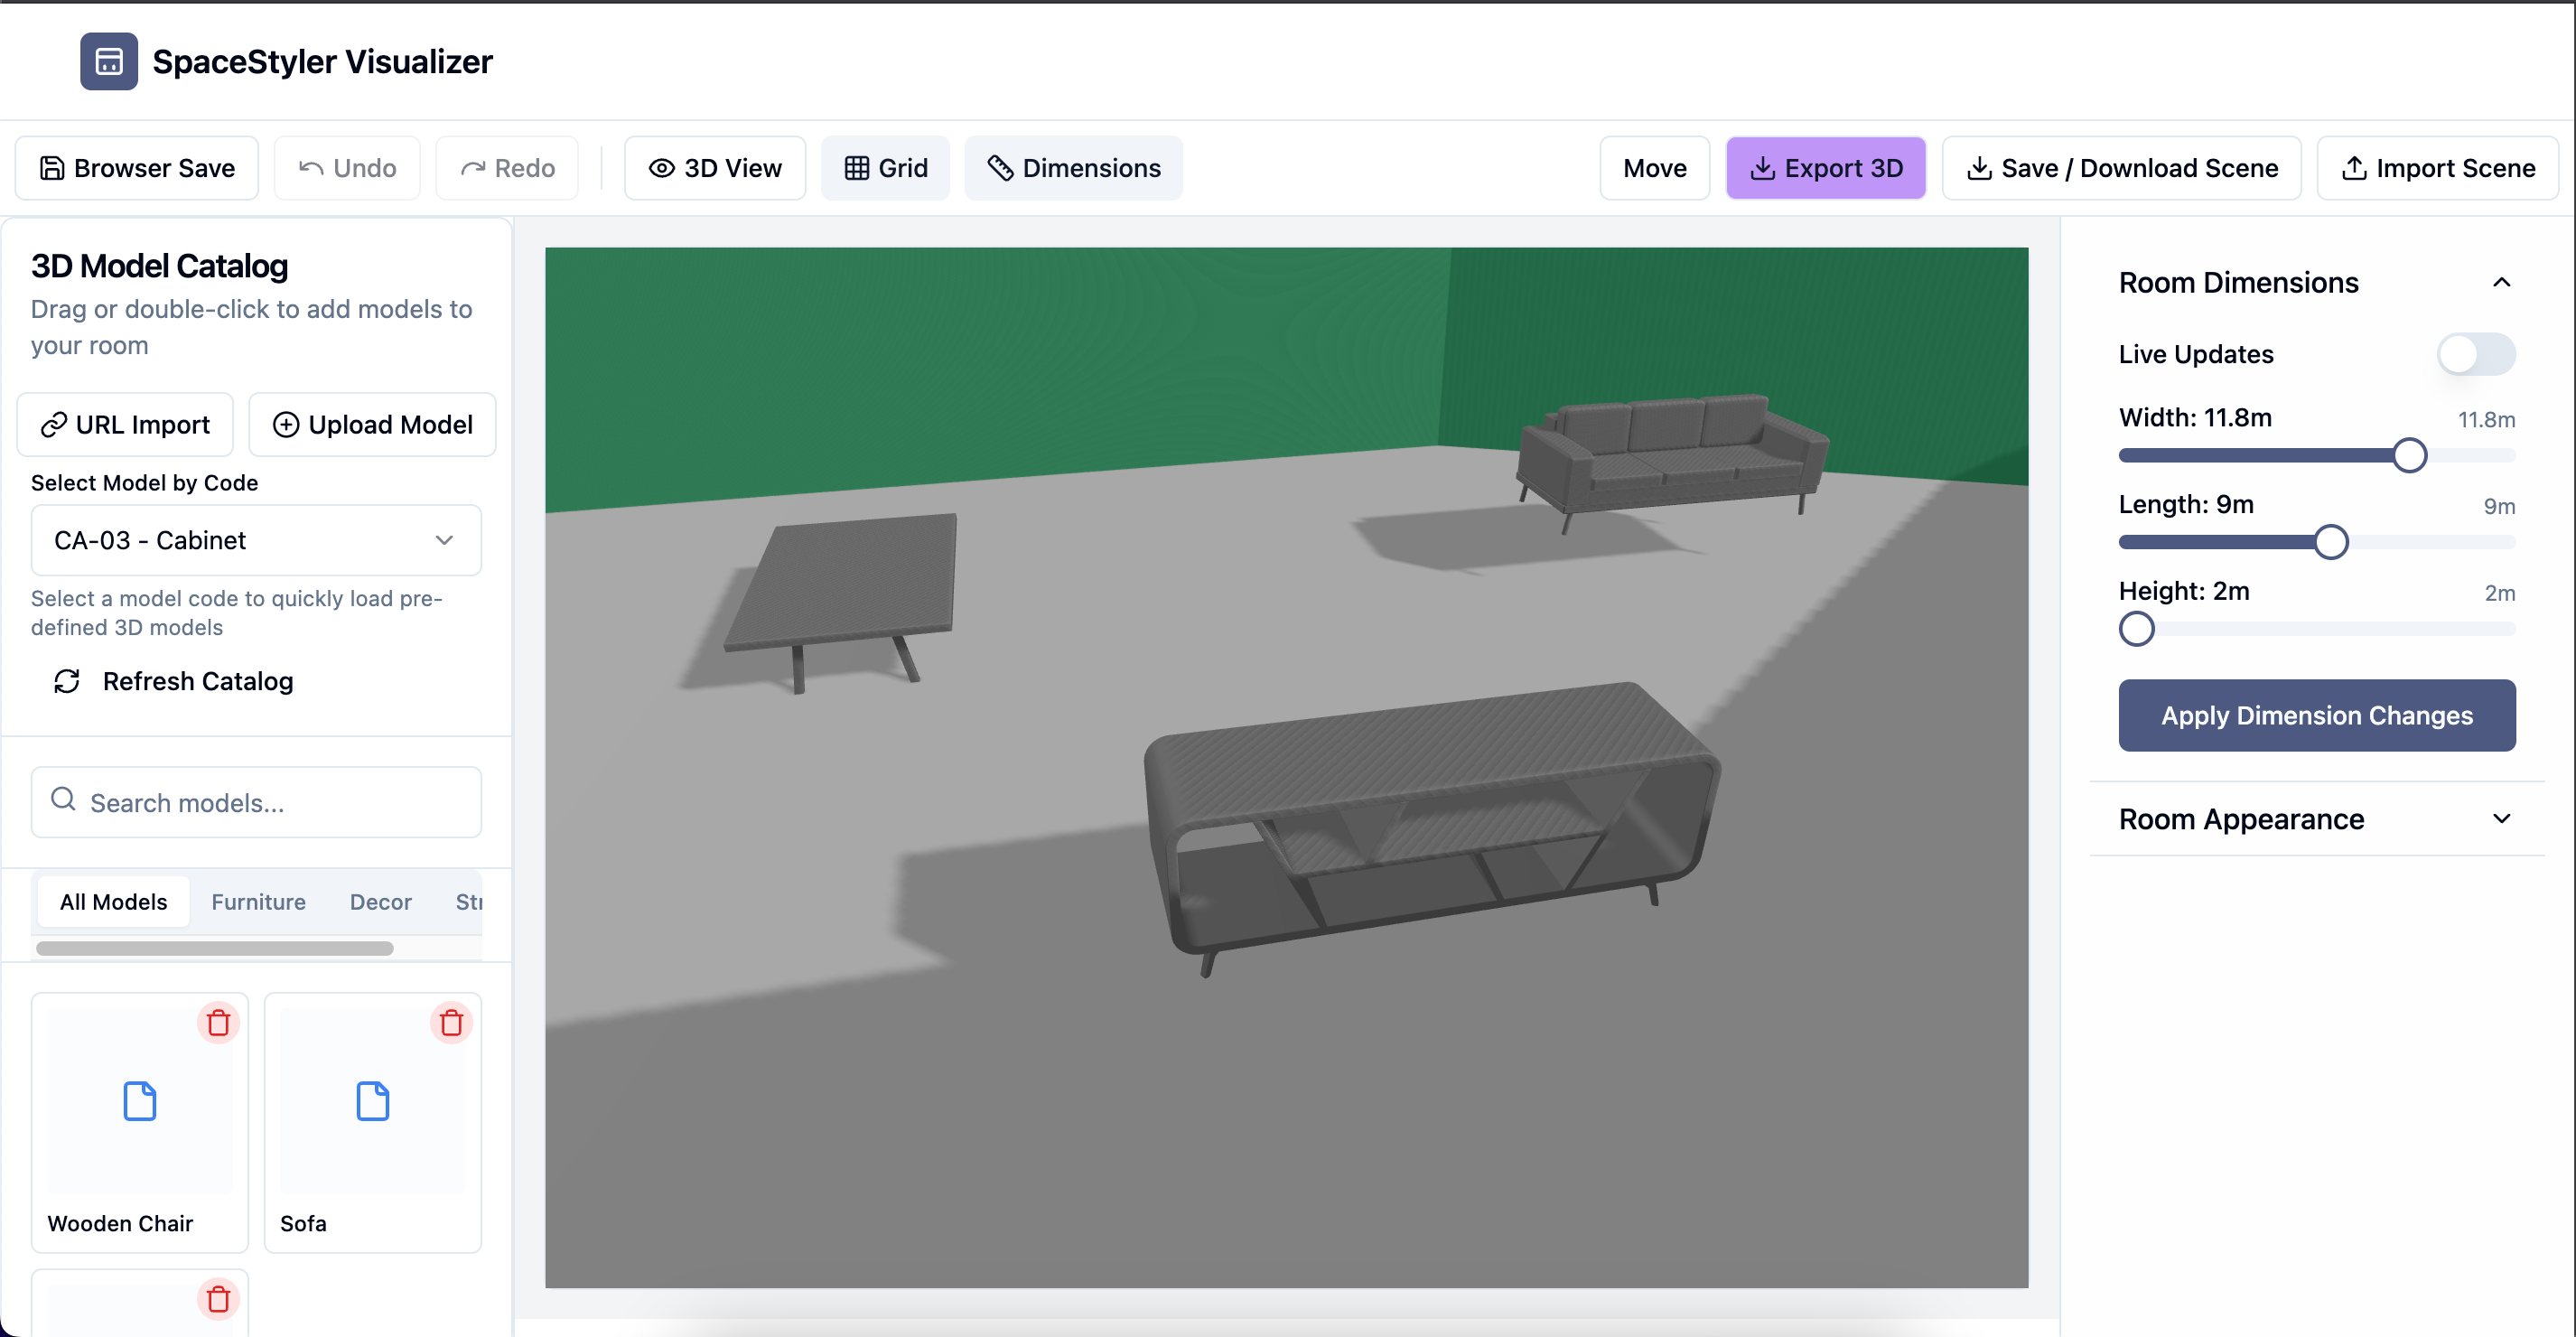 SpaceStyler Visualizer
Browser Save
Undo
Redo
3D View
Grid
Dimensions
Move
Export 3D
Save / Download Scene
Import Scene
3D Model Catalog
Drag or double-click to add models to
your room
URL Import
Upload Model
Select Model by Code
CA-03 - Cabinet
Select a model code to quickly load pre-
defined 3D models
Refresh Catalog
Search models...
All Models
Furniture
Decor
Str
Wooden Chair
Sofa
Room Dimensions
Live Updates
Width: 11.8m
11.8m
Length: 9m
9m
Height: 2m
2m
Apply Dimension Changes
Room Appearance